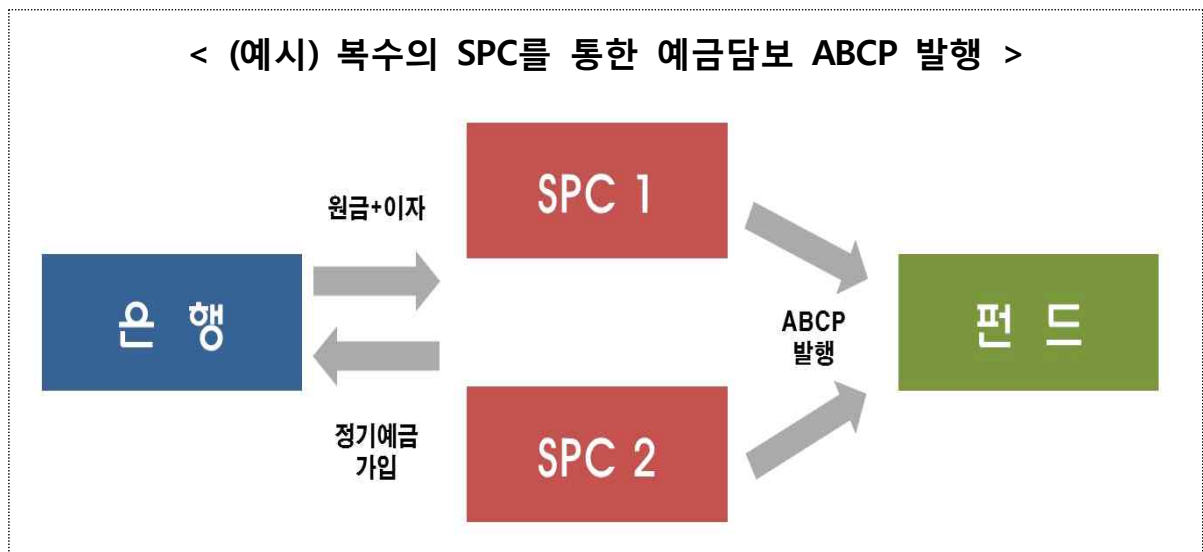 < (예시) 복수의 SPC를 통한 예금담보 ABCP 발행 >
SPC 1
원금+이자
은 행
ABCP
발행
펀 드
정기예금
가입
SPC 2